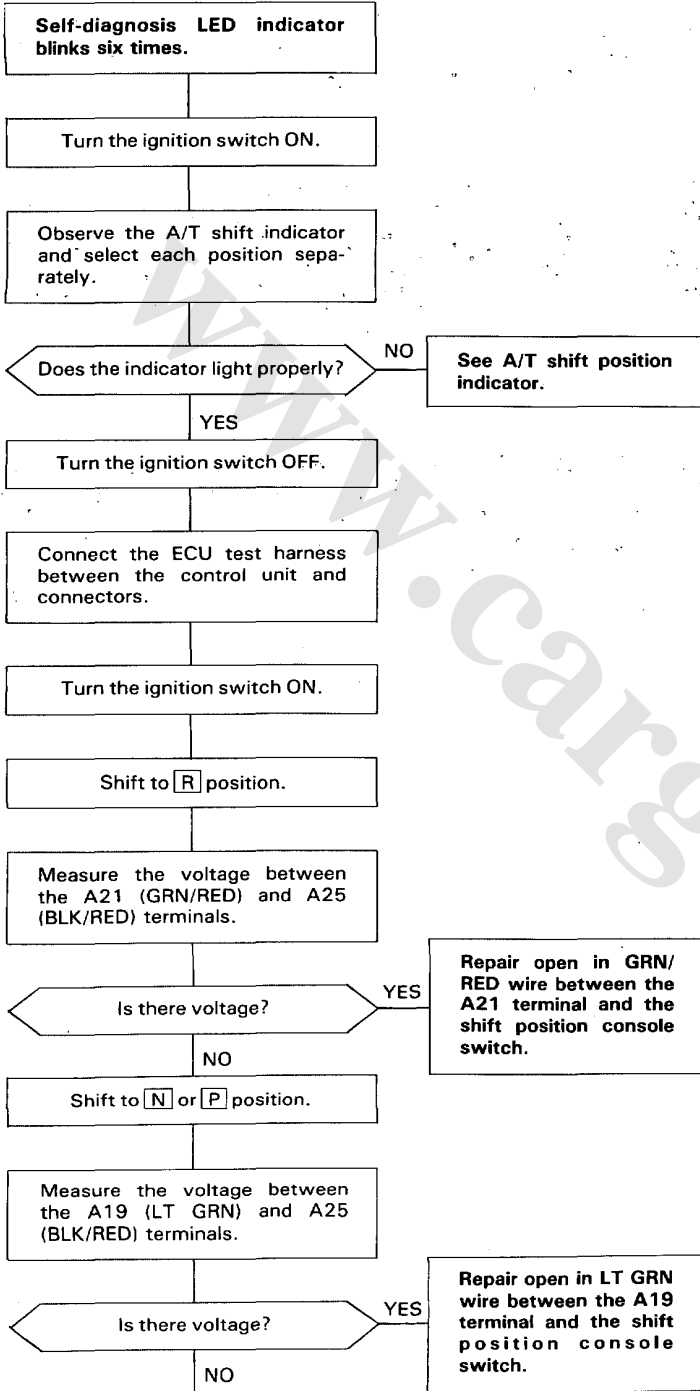 Self-diagnosis LED indicator
blinks six times.
Turn the ignition switch ON.
Observe the A/T shift indicator
and select each position sepa-
rately.
Does the indicator light properly?
NO
See A/T shift position
indicator.
YES
Turn the ignition switch OFF.
Connect the ECU test harness
between the control unit and
connectors.
Turn the ignition switch ON.
Shift to R position.
Measure the voltage between
the A21 (GRN/RED) and A25
(BLK/RED) terminals.
Is there voltage?
YES
Repair open in GRN/
RED wire between the
A21 terminal and the
shift position console
switch.
NO
Shift to N or P position.
Measure the voltage between
the A19 (LT GRN) and A25
(BLK/RED) terminals.
Is there voltage?
YES
Repair open in LT GRN
wire between the A19
terminal and the shift
position console
switch.
NO
www.carg